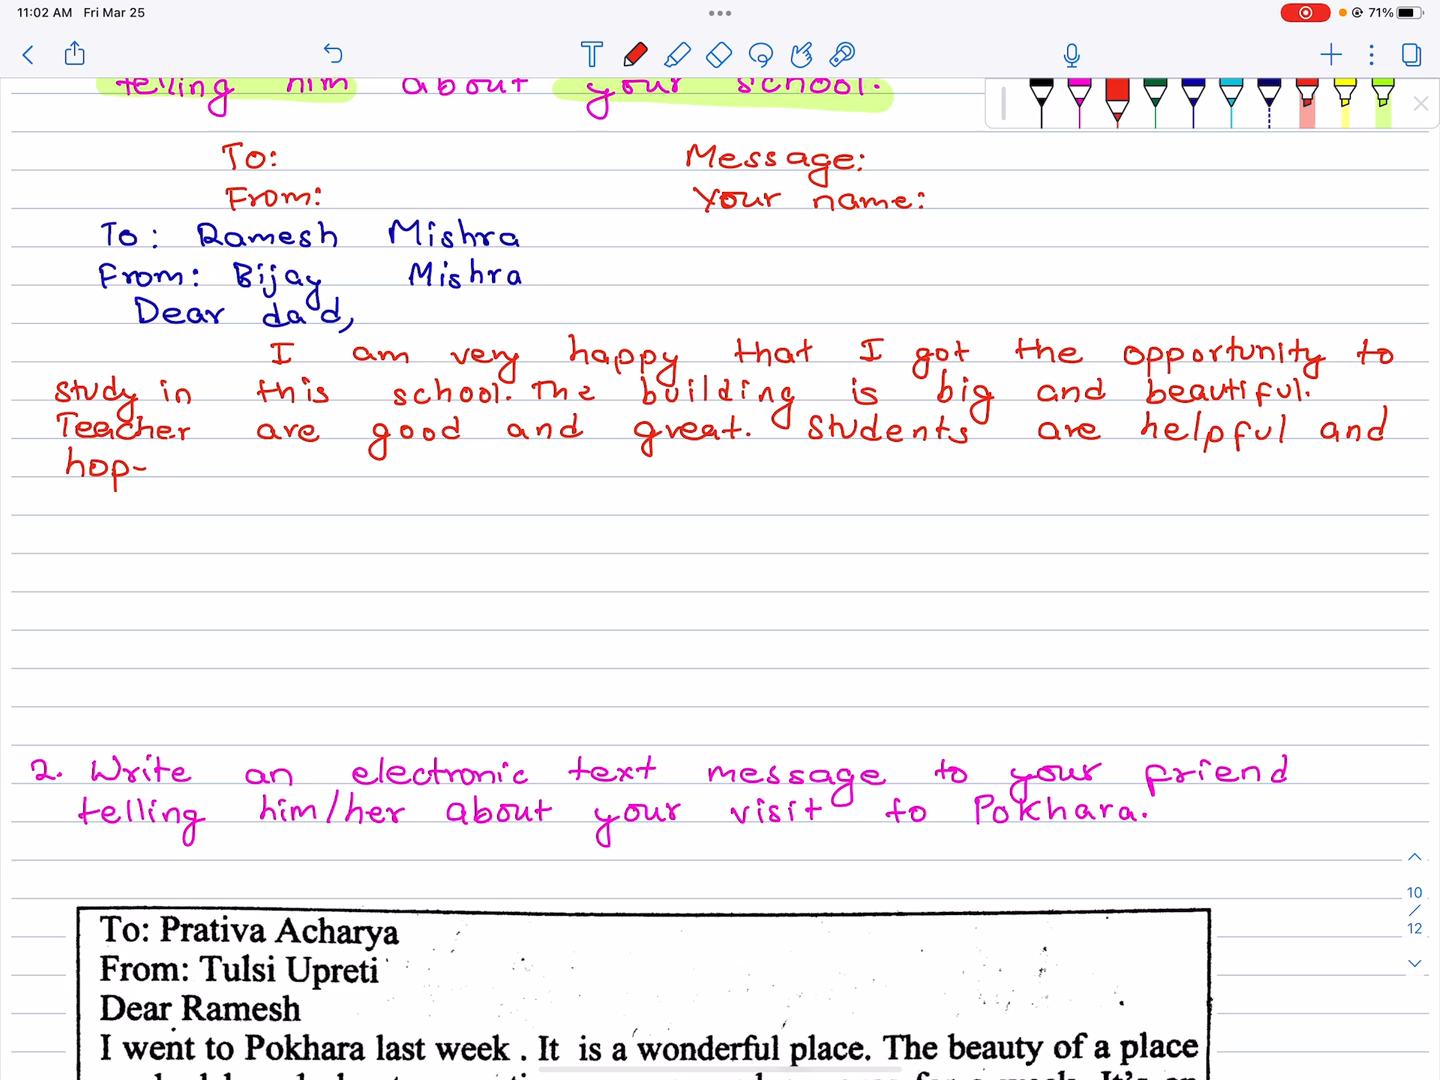 11:02 AM Fri Mar 25
71%
telling him about your school.
To: Message:
From: Your name:
To: Ramesh Mishra
From: Bijay Mishra
Dear dad,
I am very happy that I got the opportunity to
study in this school. The building is big and beautiful.
Teacher are good and great. Students are helpful and
hop-
2. Write an electronic text message to your friend
telling him/her about your visit to Pokhara.
10
/
12
To: Prativa Acharya
From: Tulsi Upreti
Dear Ramesh
I went to Pokhara last week . It is a wonderful place. The beauty of a place